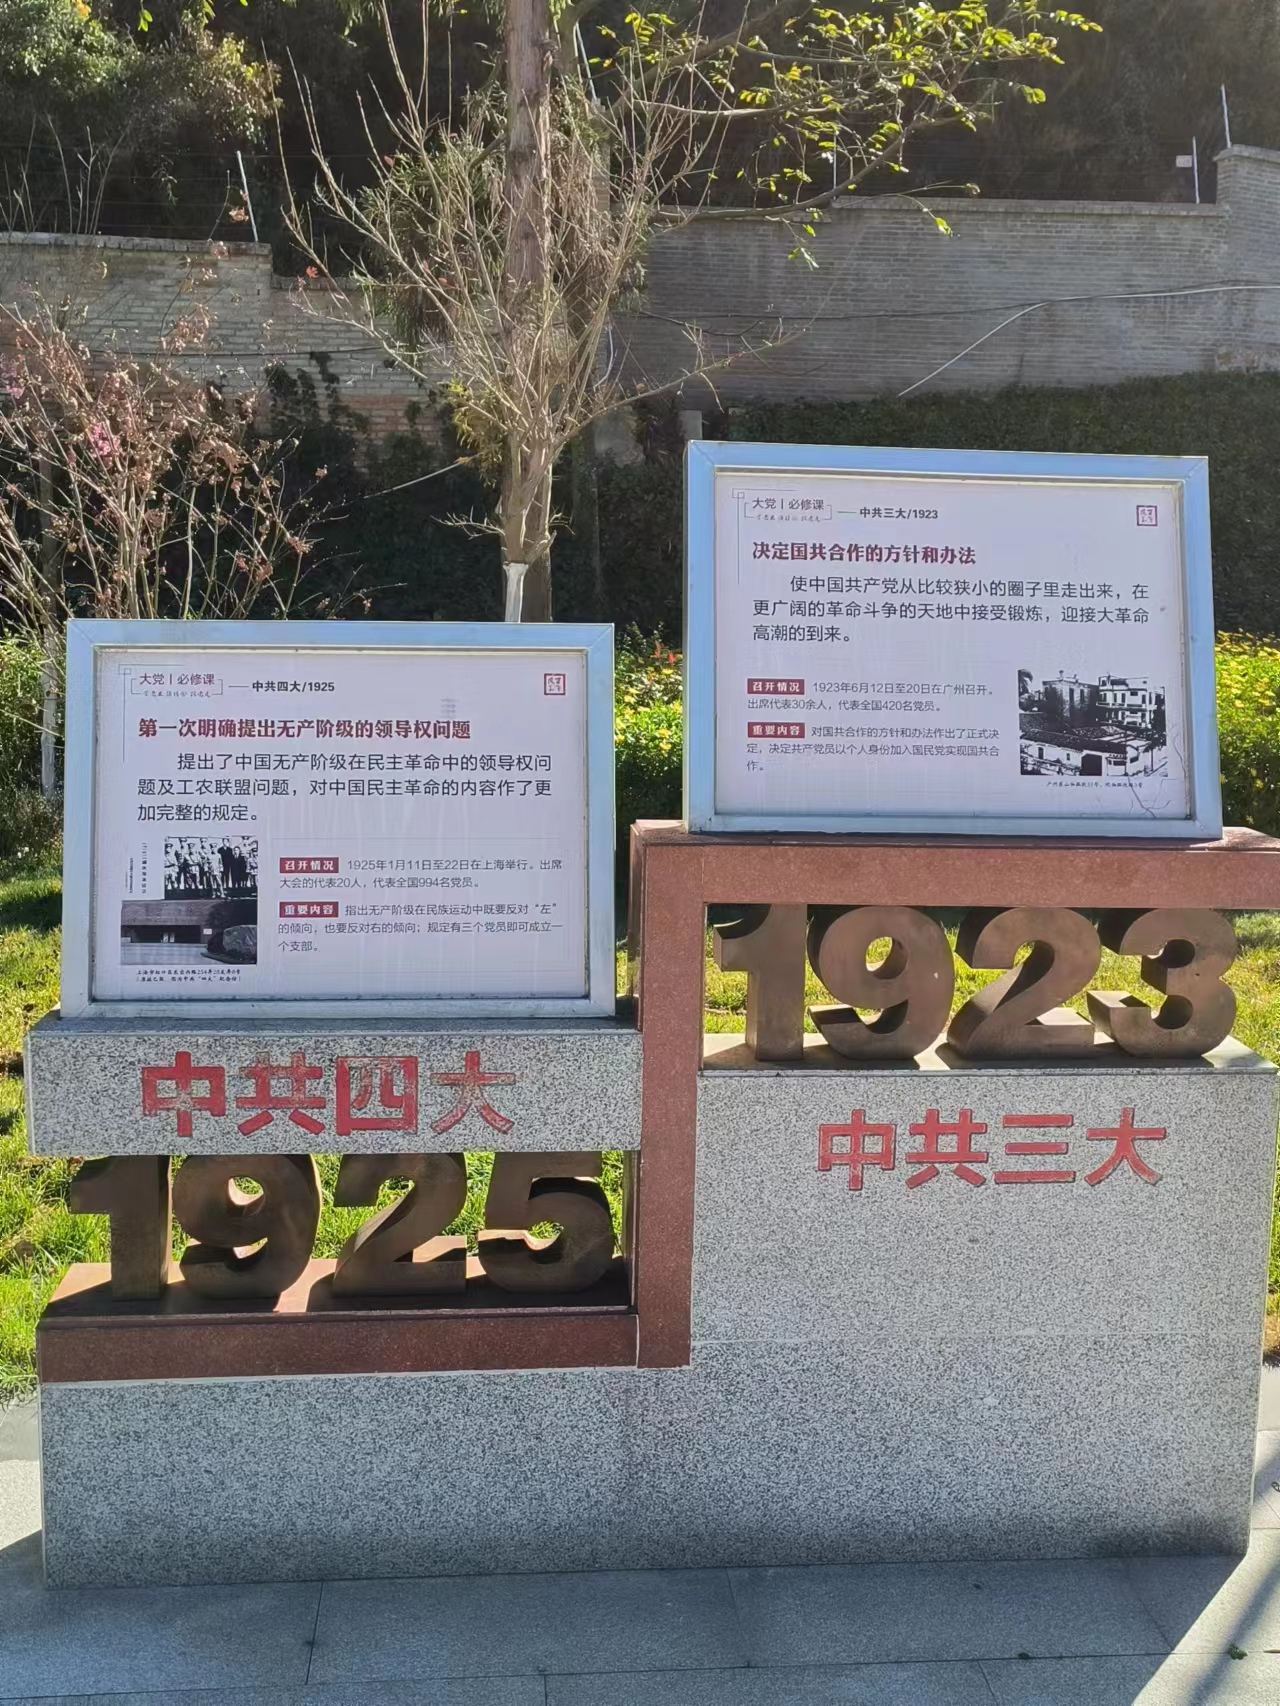 大党丨必修课
中共四大/1925
第一次明确提出无产阶级的领导权问题
提出了中国无产阶级在民主革命中的领导权问
题及工农联盟问题，对中国民主革命的内容作了更
加完整的规定。
召开情况 1925年1月11日至22日在上海举行。出席
大会的代表20人，代表全国994名党员。
重要内容 指出无产阶级在民族运动中既要反对“左”
的倾向，也要反对右的倾向；规定有三个党员即可成立一
个支部。
中共四大
1925
大党丨必修课
中共三大/1923
决定国共合作的方针和办法
使中国共产党从比较狭小的圈子里走出来，在
更广阔的革命斗争的天地中接受锻炼，迎接大革命
高潮的到来。
召开情况 1923年6月12日至20日在广州召开。
出席代表30余人，代表全国420名党员。
重要内容 对国共合作的方针和办法作出了正式决
定，决定共产党员以个人身份加入国民党实现国共合
作。
1923
中共三大